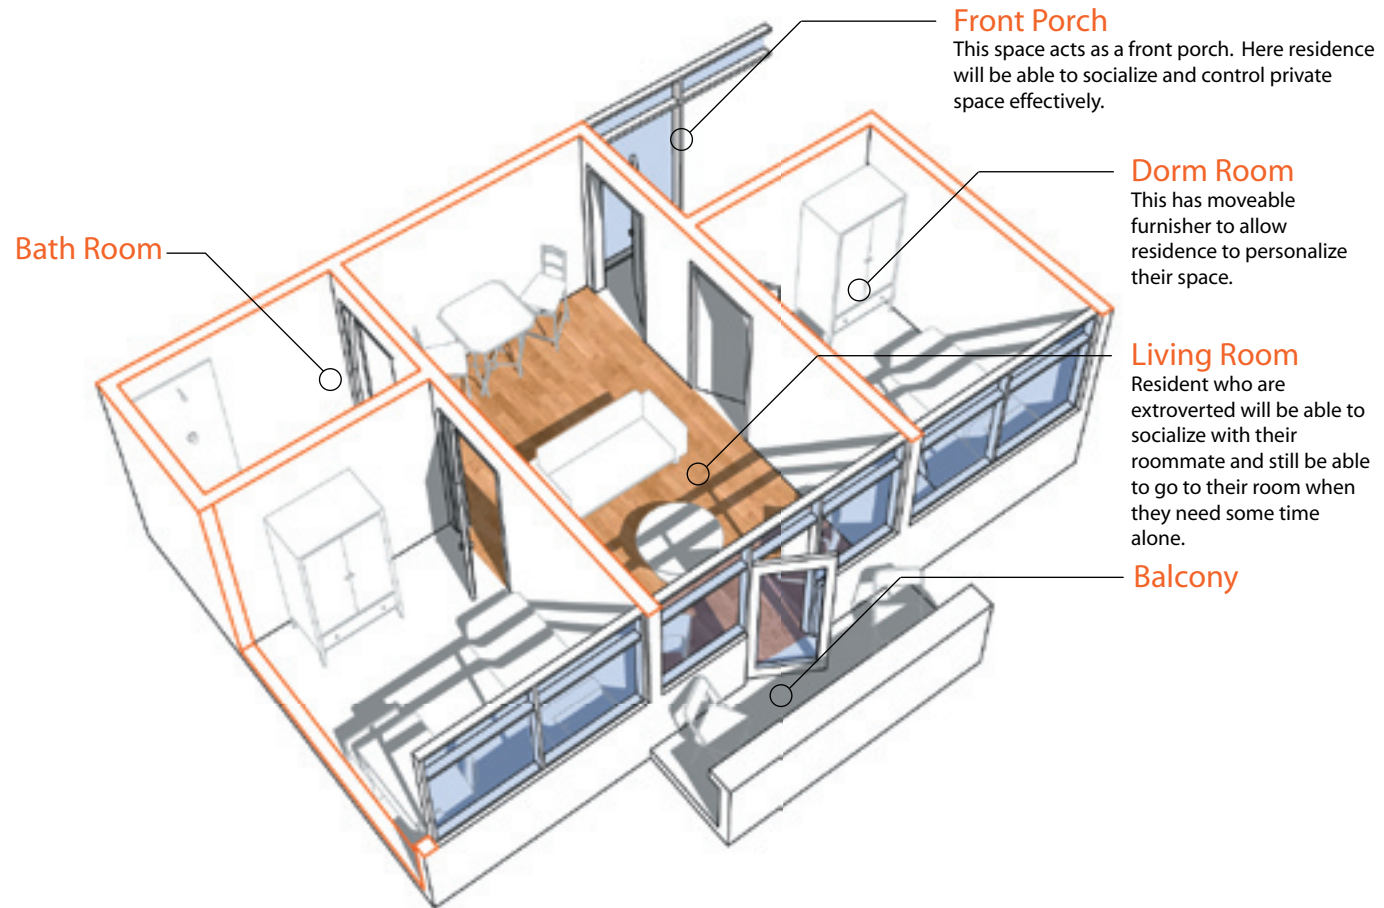 Front Porch
This space acts as a front porch. Here residence
will be able to socialize and control private
space effectively.
Dorm Room
This has moveable
furnisher to allow
residence to personalize
their space.
Bath Room
Living Room
Resident who are
extroverted will be able to
socialize with their
roommate and still be able
to go to their room when
they need some time
alone.
Balcony